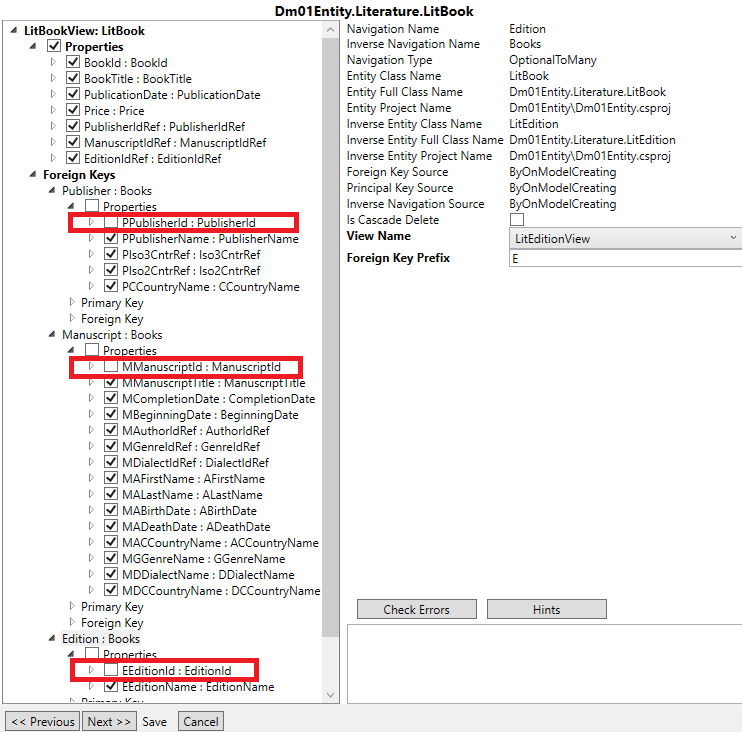 Dm01Entity.Literature.LitBook
LitBookView: LitBook
Properties
BookId : BookId
BookTitle : BookTitle
PublicationDate : PublicationDate
Price : Price
PublisherIdRef : PublisherIdRef
ManuscriptIdRef : ManuscriptIdRef
EditionIdRef : EditionIdRef
Foreign Keys
Publisher : Books
Properties
PPublisherId : PublisherId
PPublisherName : PublisherName
PIso3CntrRef : Iso3CntrRef
PIso2CntrRef : Iso2CntrRef
PCCountryName : CCountryName
Primary Key
Foreign Key
Manuscript : Books
Properties
MManuscriptId : ManuscriptId
MManuscriptTitle : ManuscriptTitle
MCompletionDate : CompletionDate
MBeginningDate : BeginningDate
MAuthorIdRef : AuthorIdRef
MGenreIdRef : GenreIdRef
MDialectIdRef : DialectIdRef
MAFirstName : AFirstName
MALastName : ALastName
MABirthDate : ABirthDate
MADeathDate : ADeathDate
MACCountryName : ACCountryName
MGGenreName : GGenreName
MDDialectName : DDialectName
MDCCountryName : DCCountryName
Primary Key
Foreign Key
Edition : Books
Properties
EEditionId : EditionId
EEditionName : EditionName
Primary Key
Navigation Name Edition
Inverse Navigation Name Books
Navigation Type OptionalToMany
Entity Class Name LitBook
Entity Full Class Name Dm01Entity.Literature.LitBook
Entity Project Name Dm01Entity\Dm01Entity.csproj
Inverse Entity Class Name LitEdition
Inverse Entity Full Class Name Dm01Entity.Literature.LitEdition
Inverse Entity Project Name Dm01Entity\Dm01Entity.csproj
Foreign Key Source ByOnModelCreating
Principal Key Source ByOnModelCreating
Inverse Navigation Source ByOnModelCreating
Is Cascade Delete
View Name LitEditionView
Foreign Key Prefix E
Check Errors Hints
<< Previous Next >> Save Cancel